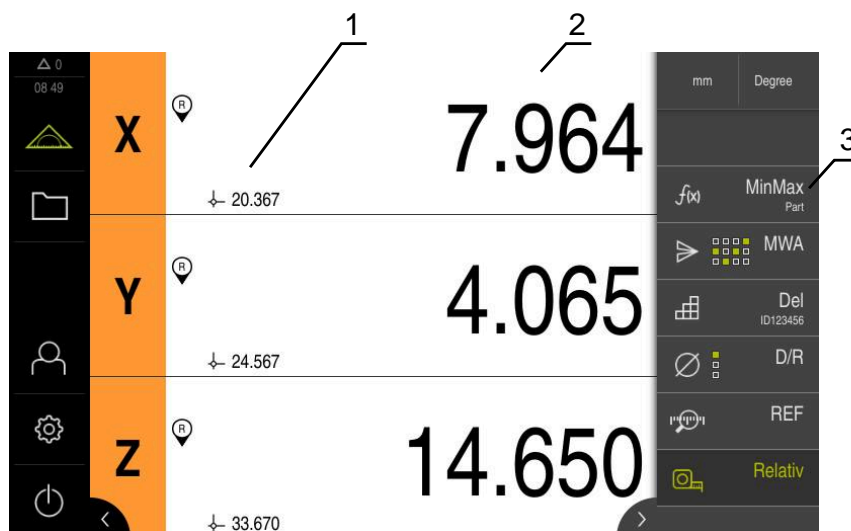 1
2
3
0
08 49
mm
Degree
X
R
7.964
20.367
f(x)
MinMax
Part
MWA
Y
R
4.065
24.567
Del
ID123456
D/R
REF
Z
R
14.650
33.670
Relativ